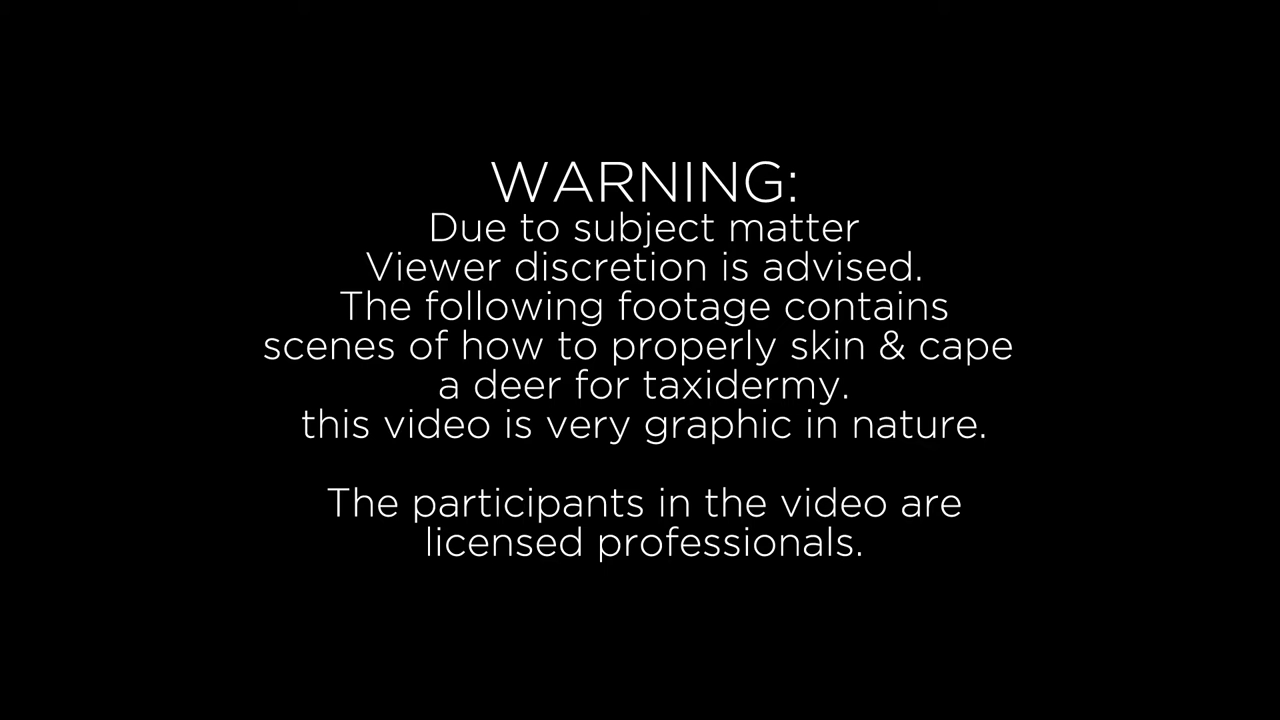 WARNING:
Due to subject matter
Viewer discretion is advised.
The following footage contains
scenes of how to properly skin & cape
a deer for taxidermy.
this video is very graphic in nature.
The participants in the video are
licensed professionals.